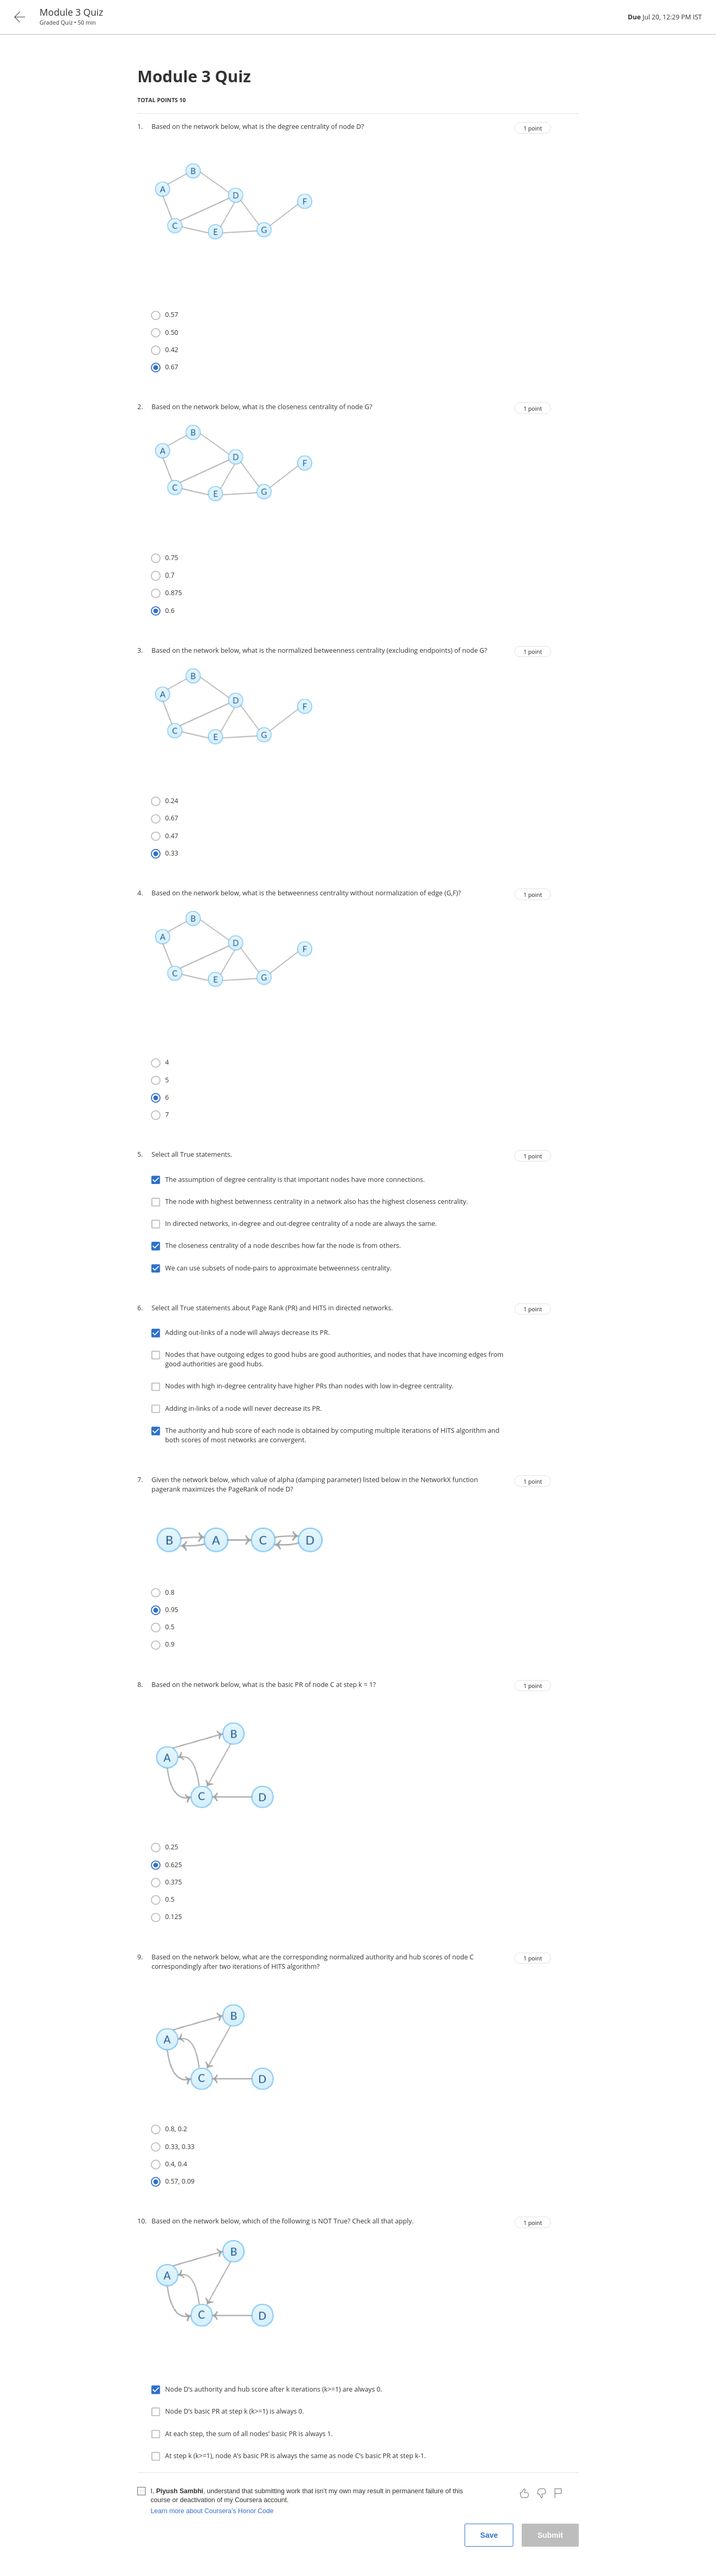 Module 3 Quiz
Graded Quiz • 50 min
Due Jul 20, 12:29 PM IST
Module 3 Quiz
TOTAL POINTS 10
1. Based on the network below, what is the degree centrality of node D?
1 point
A
B
C
D
E
F
G
0.57
0.50
0.42
0.67
2. Based on the network below, what is the closeness centrality of node G?
1 point
A
B
C
D
E
F
G
0.75
0.7
0.875
0.6
3. Based on the network below, what is the normalized betweenness centrality (excluding endpoints) of node G?
1 point
A
B
C
D
E
F
G
0.24
0.67
0.47
0.33
4. Based on the network below, what is the betweenness centrality without normalization of edge (G,F)?
1 point
A
B
C
D
E
F
G
4
5
6
7
5. Select all True statements.
1 point
The assumption of degree centrality is that important nodes have more connections.
The node with highest betwenness centrality in a network also has the highest closeness centrality.
In directed networks, in-degree and out-degree centrality of a node are always the same.
The closeness centrality of a node describes how far the node is from others.
We can use subsets of node-pairs to approximate betweenness centrality.
6. Select all True statements about Page Rank (PR) and HITS in directed networks.
1 point
Adding out-links of a node will always decrease its PR.
Nodes that have outgoing edges to good hubs are good authorities, and nodes that have incoming edges from
good authorities are good hubs.
Nodes with high in-degree centrality have higher PRs than nodes with low in-degree centrality.
Adding in-links of a node will never decrease its PR.
The authority and hub score of each node is obtained by computing multiple iterations of HITS algorithm and
both scores of most networks are convergent.
7. Given the network below, which value of alpha (damping parameter) listed below in the NetworkX function
pagerank maximizes the PageRank of node D?
1 point
B
A
C
D
0.8
0.95
0.5
0.9
8. Based on the network below, what is the basic PR of node C at step k = 1?
1 point
A
B
C
D
0.25
0.625
0.375
0.5
0.125
9. Based on the network below, what are the corresponding normalized authority and hub scores of node C
correspondingly after two iterations of HITS algorithm?
1 point
A
B
C
D
0.8, 0.2
0.33, 0.33
0.4, 0.4
0.57, 0.09
10. Based on the network below, which of the following is NOT True? Check all that apply.
1 point
A
B
C
D
Node D's authority and hub score after k iterations (k>=1) are always 0.
Node D's basic PR at step k (k>=1) is always 0.
At each step, the sum of all nodes' basic PR is always 1.
At step k (k>=1), node A's basic PR is always the same as node C's basic PR at step k-1.
I, Piyush Sambhi, understand that submitting work that isn't my own may result in permanent failure of this
course or deactivation of my Coursera account.
Learn more about Coursera's Honor Code
Save
Submit